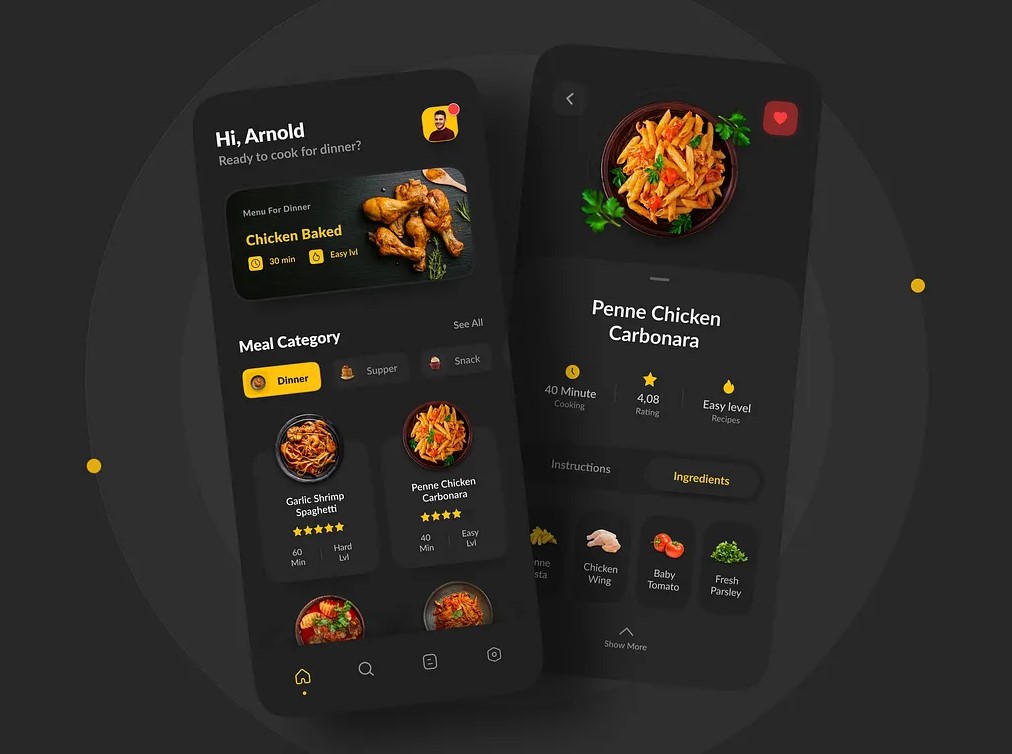 Hi, Arnold
Ready to cook for dinner?
Menu For Dinner
Chicken Baked
30 min
Easy lvl
Meal Category
See All
Dinner
Supper
Snack
Garlic Shrimp
Spaghetti
60
Min
Hard
Lvl
Penne Chicken
Carbonara
40
Min
Easy
Lvl
Penne Chicken
Carbonara
40 Minute
Cooking
4,08
Rating
Easy level
Recipes
Instructions
Ingredients
nne
sta
Chicken
Wing
Baby
Tomato
Fresh
Parsley
Show More